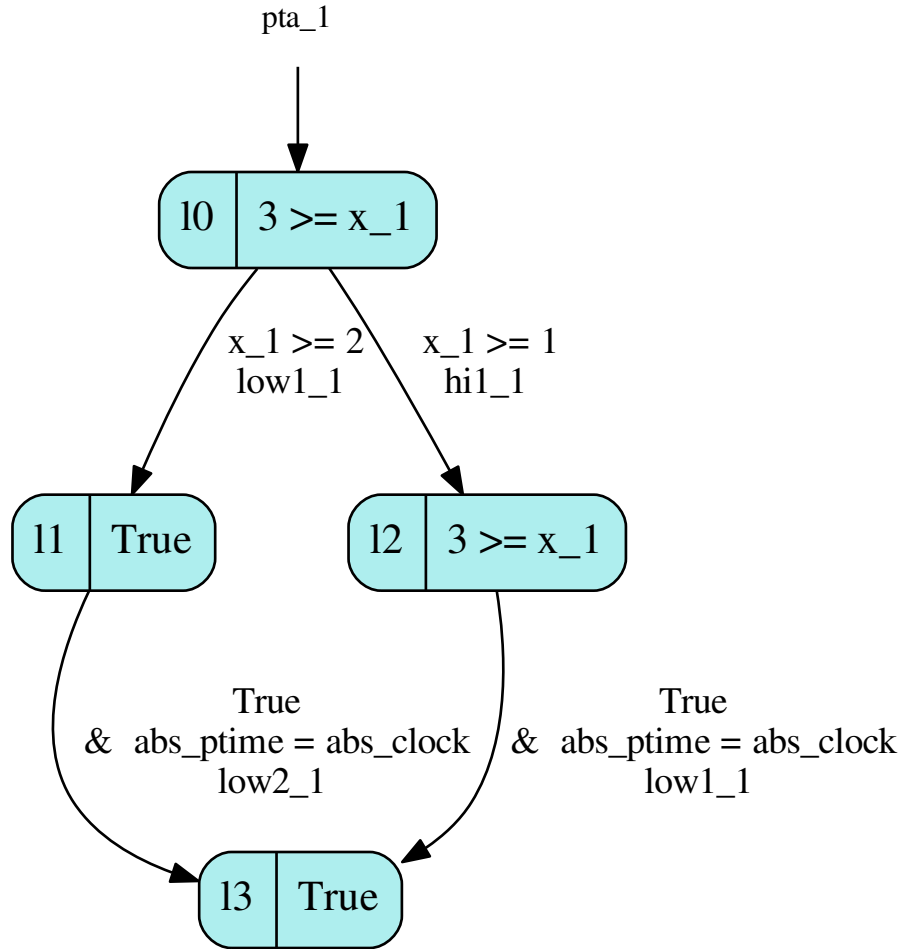 pta_1
l0 3 >= x_1
x_1 >= 2
low1_1
x_1 >= 1
hi1_1
l1 True
l2 3 >= x_1
True
& abs_ptime = abs_clock
low2_1
True
& abs_ptime = abs_clock
low1_1
l3 True